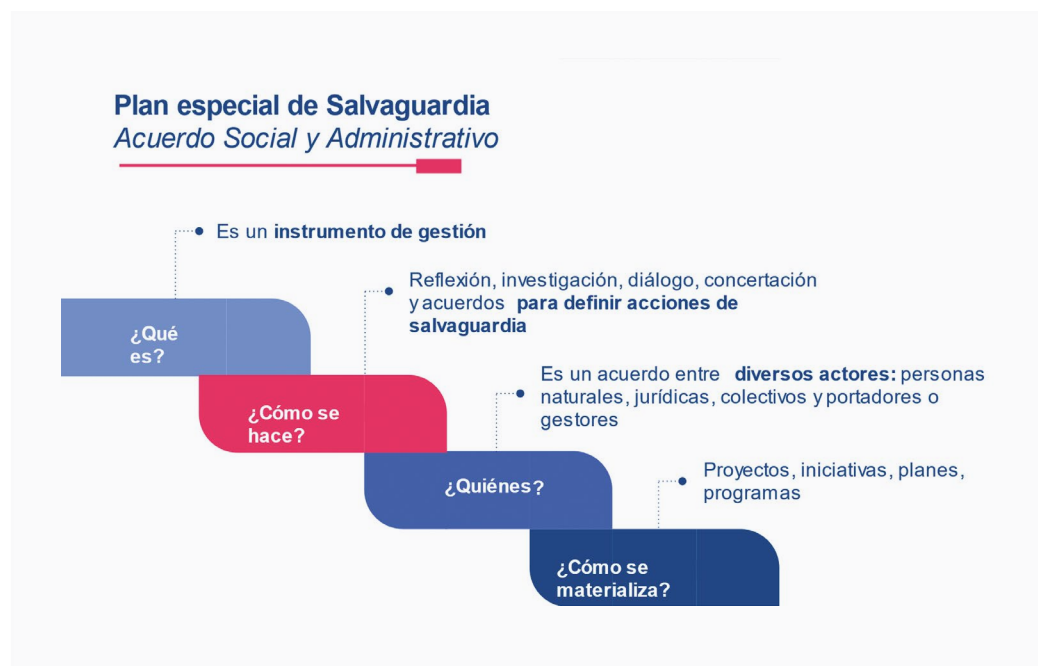 Plan especial de Salvaguardia
Acuerdo Social y Administrativo
Es un instrumento de gestión
¿Qué
es?
Reflexión, investigación, diálogo, concertación
y acuerdos para definir acciones de
salvaguardia
¿Cómo se
hace?
Es un acuerdo entre diversos actores: personas
naturales, jurídicas, colectivos y portadores o
gestores
¿Quiénes?
Proyectos, iniciativas, planes,
programas
¿Cómo se
materializa?